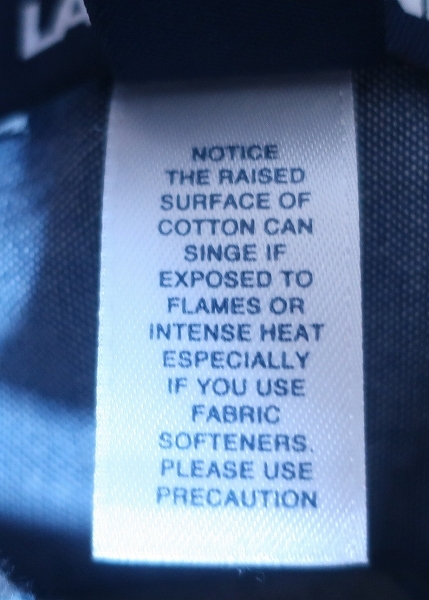 LA
NOTICE
THE RAISED
SURFACE OF
COTTON CAN
SINGE IF
EXPOSED TO
FLAMES OR
INTENSE HEAT
ESPECIALLY
IF YOU USE
FABRIC
SOFTENERS.
PLEASE USE
PRECAUTION